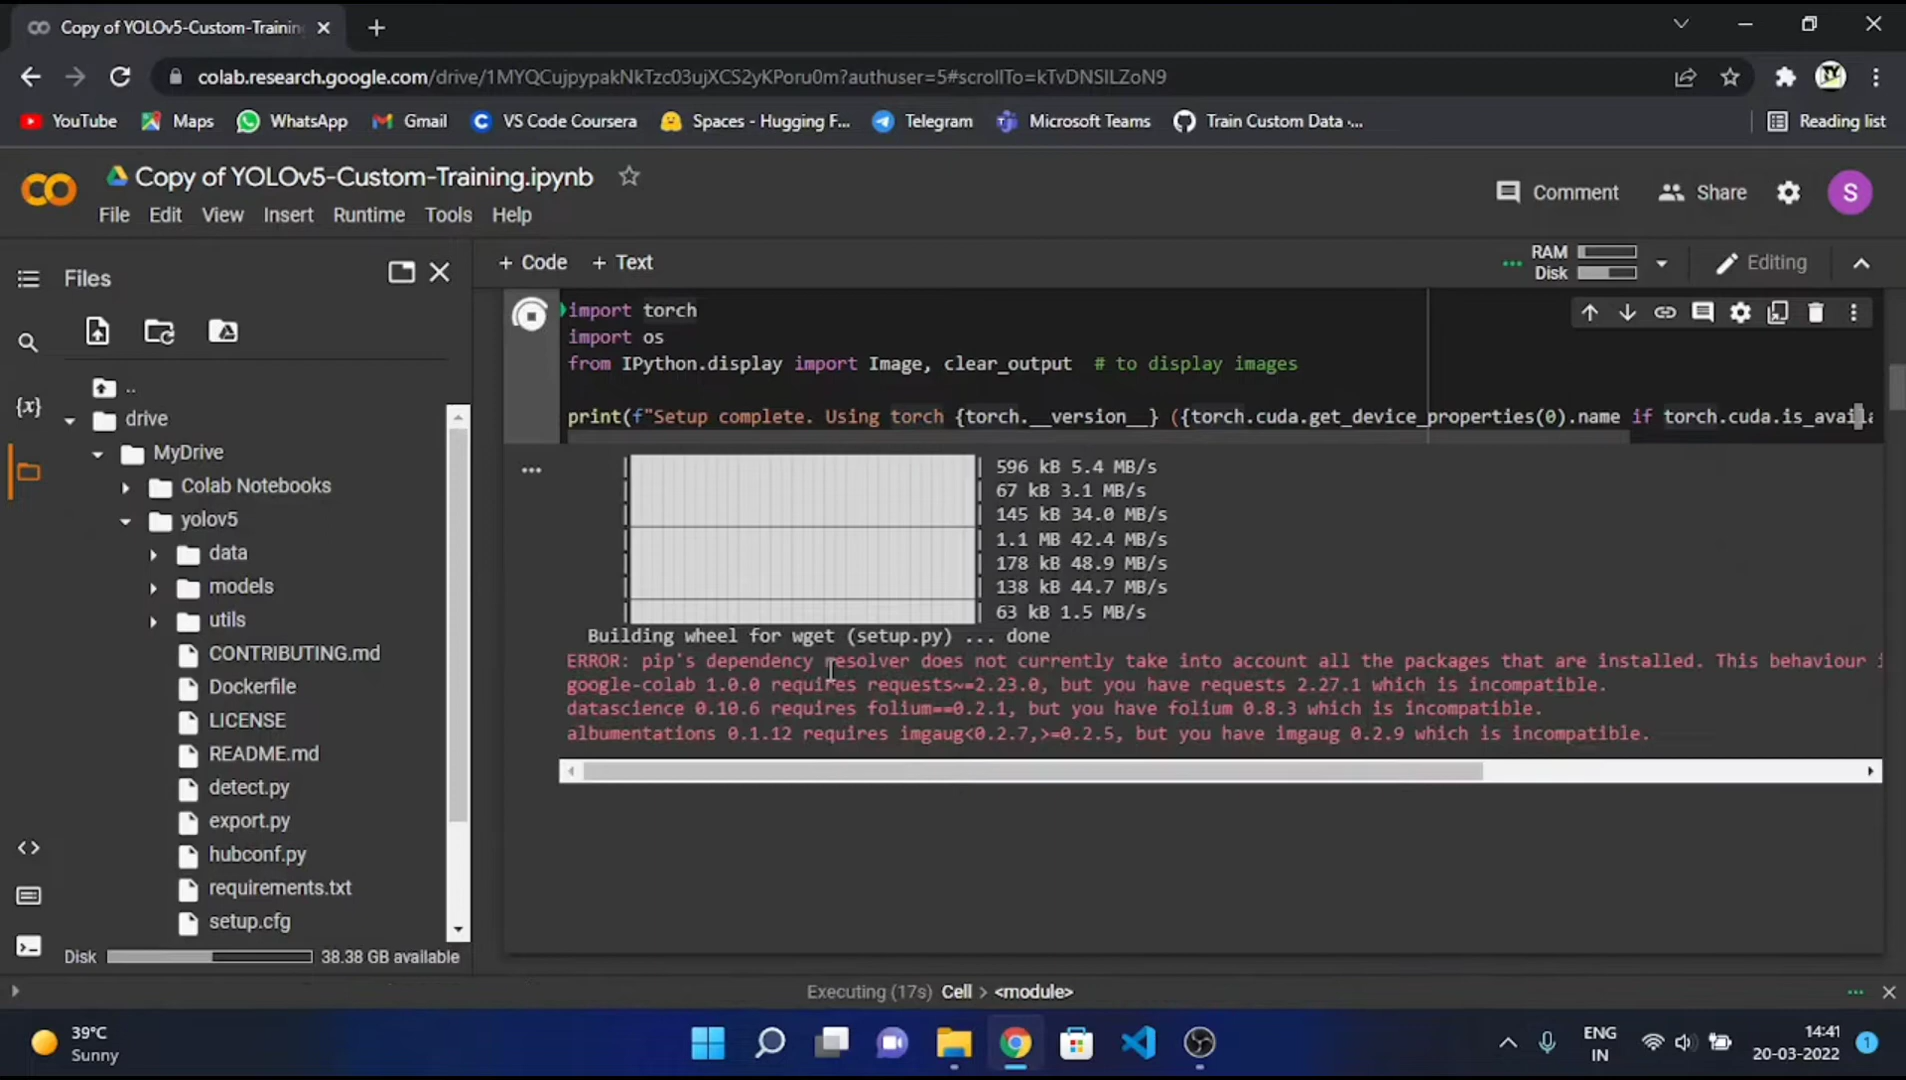 Copy of YOLOv5-Custom-Trainin
colab.research.google.com/drive/1MYQCujpypakNkTzc03ujXCS2yKPoru0m?authuser=5#scrollTo=kTvDNSILZoN9
YouTube
Maps
WhatsApp
Gmail
VS Code Coursera
Spaces - Hugging F...
Telegram
Microsoft Teams
Train Custom Data ·...
Reading list
Copy of YOLOv5-Custom-Training.ipynb
Comment
Share
S
File Edit View Insert Runtime Tools Help
Files
+ Code + Text
RAM
Disk
Editing
..
drive
MyDrive
Colab Notebooks
yolov5
data
models
utils
CONTRIBUTING.md
Dockerfile
LICENSE
README.md
detect.py
export.py
hubconf.py
requirements.txt
setup.cfg
Disk 38.38 GB available
{x}
import torch
import os
from IPython.display import Image, clear_output # to display images
print(f"Setup complete. Using torch {torch.__version__} ({torch.cuda.get_device_properties(0).name if torch.cuda.is_availa
596 kB 5.4 MB/s
67 kB 3.1 MB/s
145 kB 34.0 MB/s
1.1 MB 42.4 MB/s
178 kB 48.9 MB/s
138 kB 44.7 MB/s
63 kB 1.5 MB/s
Building wheel for wget (setup.py) ... done
ERROR: pip's dependency resolver does not currently take into account all the packages that are installed. This behaviour i
google-colab 1.0.0 requires requests~=2.23.0, but you have requests 2.27.1 which is incompatible.
datascience 0.10.6 requires folium==0.2.1, but you have folium 0.8.3 which is incompatible.
albumentations 0.1.12 requires imgaug<0.2.7,>=0.2.5, but you have imgaug 0.2.9 which is incompatible.
Executing (17s) Cell > <module>
39°C
Sunny
ENG
IN
14:41
20-03-2022
1